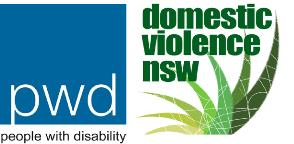 pwd
people with disability
domestic
violence
nsw